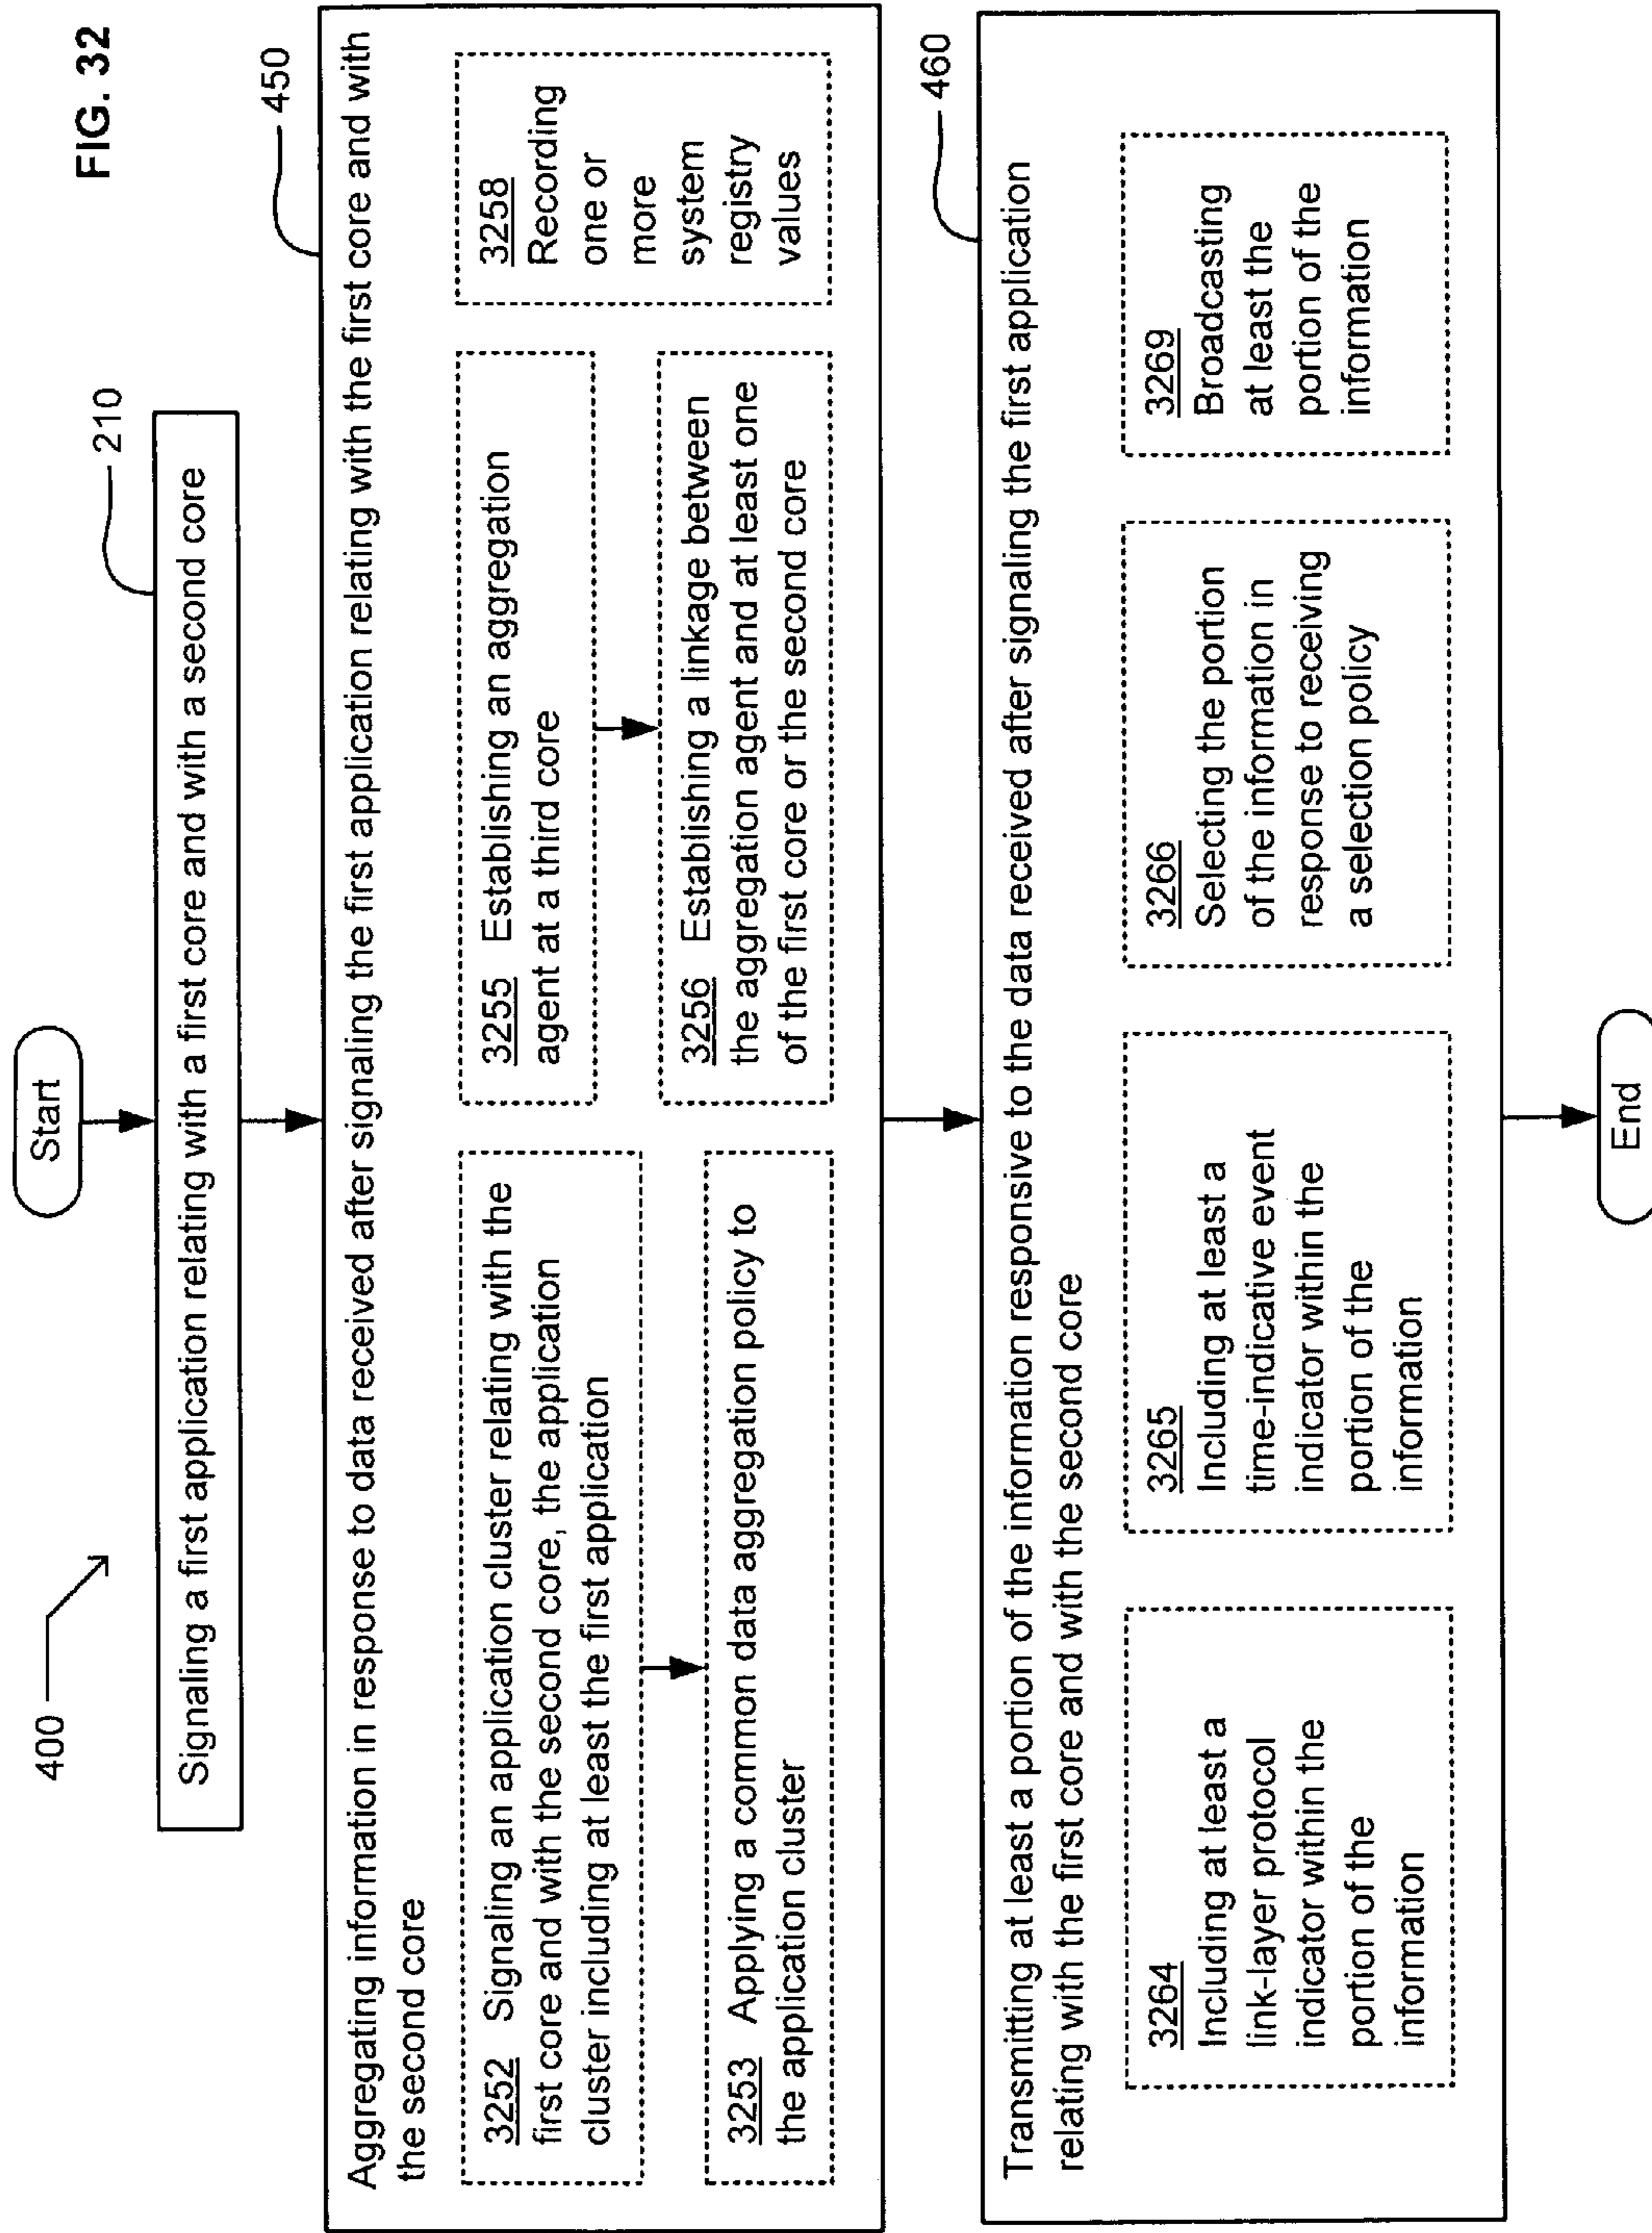 FIG. 32
400
Start
210
Signaling a first application relating with a first core and with a second core
450
Aggregating information in response to data received after signaling the first application relating with the first core and with
the second core
3252 Signaling an application cluster relating with the
first core and with the second core, the application
cluster including at least the first application
3253 Applying a common data aggregation policy to
the application cluster
3255 Establishing an aggregation
agent at a third core
3256 Establishing a linkage between
the aggregation agent and at least one
of the first core or the second core
3258
Recording
one or
more
system
registry
values
460
Transmitting at least a portion of the information responsive to the data received after signaling the first application
relating with the first core and with the second core
3264
Including at least a
link-layer protocol
indicator within the
portion of the
information
3265
Including at least a
time-indicative event
indicator within the
portion of the
information
3266
Selecting the portion
of the information in
response to receiving
a selection policy
3269
Broadcasting
at least the
portion of the
information
End